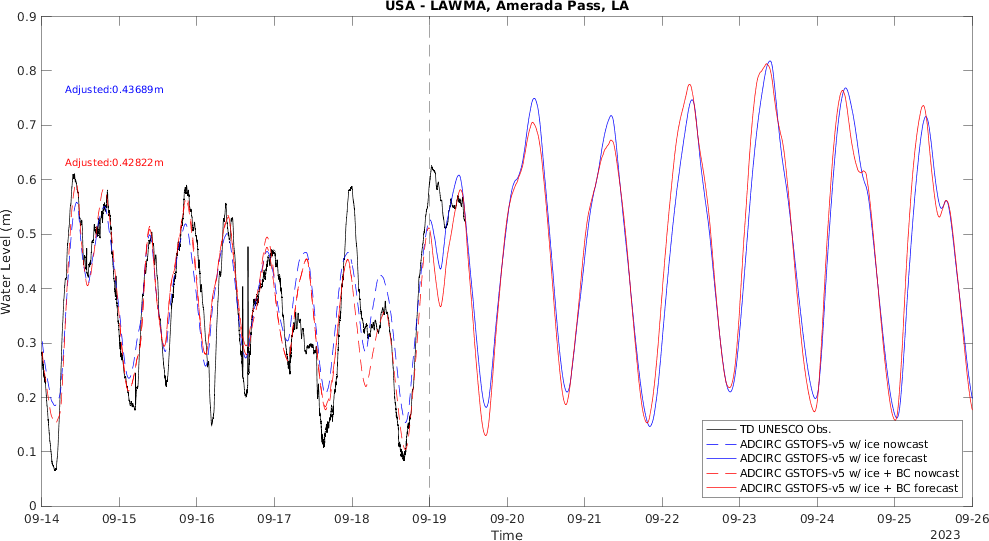 USA - LAWMA, Amerada Pass, LA
0.9
0.8
0.7
0.6
0.5
0.4
0.3
0.2
0.1
0
Water Level (m)
Adjusted:0.43689m
Adjusted:0.42822m
TD UNESCO Obs.
ADCIRC GSTOFS-v5 w/ ice nowcast
ADCIRC GSTOFS-v5 w/ ice forecast
ADCIRC GSTOFS-v5 w/ ice + BC nowcast
ADCIRC GSTOFS-v5 w/ ice + BC forecast
09-14 09-15 09-16 09-17 09-18 09-19 09-20 09-21 09-22 09-23 09-24 09-25 09-26
Time
2023